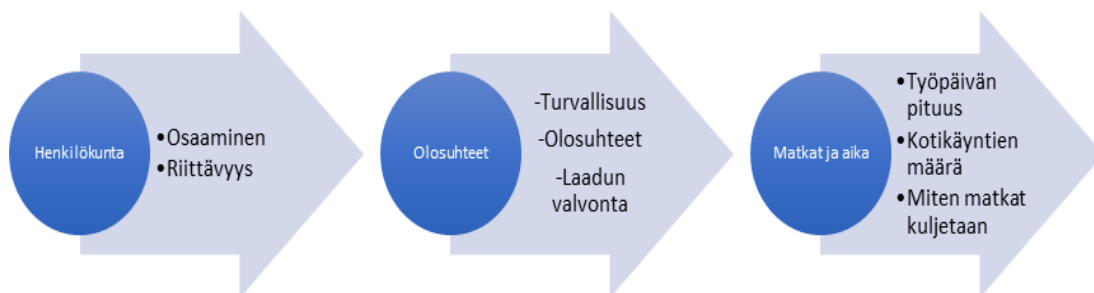 Henkilökunta
•Osaaminen
•Riittävyys
Olosuhteet
-Turvallisuus
-Olosuhteet
-Laadun
valvonta
Matkat ja aika
•Työpäivän
pituus
•Kotikäyntien
määrä
•Miten matkat
kuljetaan